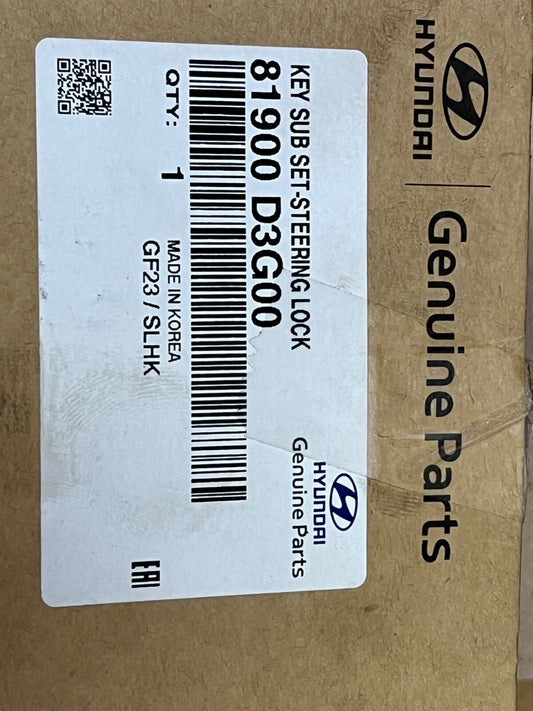 HYUNDAI
Genuine Parts
KEY SUB SET-STEERING LOCK
81900 D3G00
HYUNDAI
Genuine Parts
QTY: 1
MADE IN KOREA
GF23 / SLHK
EAC